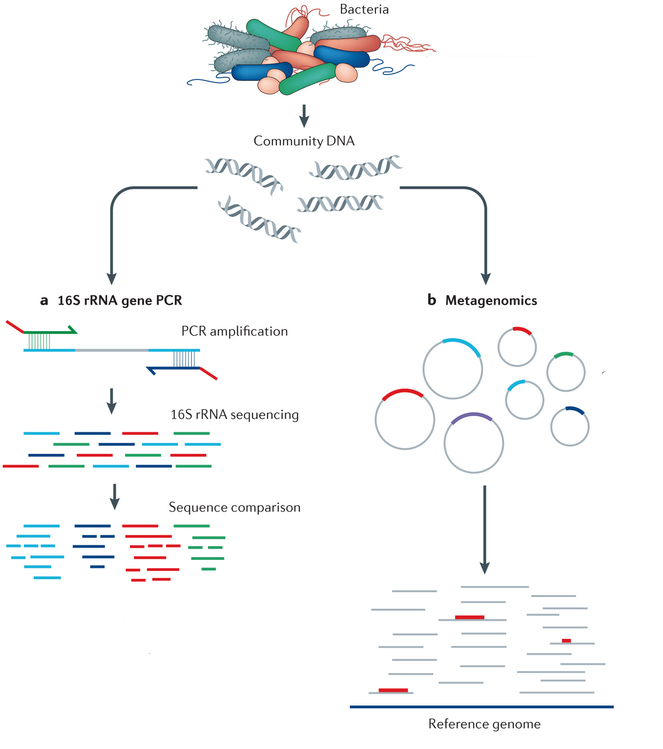 Bacteria
Community DNA
a 16S rRNA gene PCR
PCR amplification
16S rRNA sequencing
Sequence comparison
b Metagenomics
Reference genome